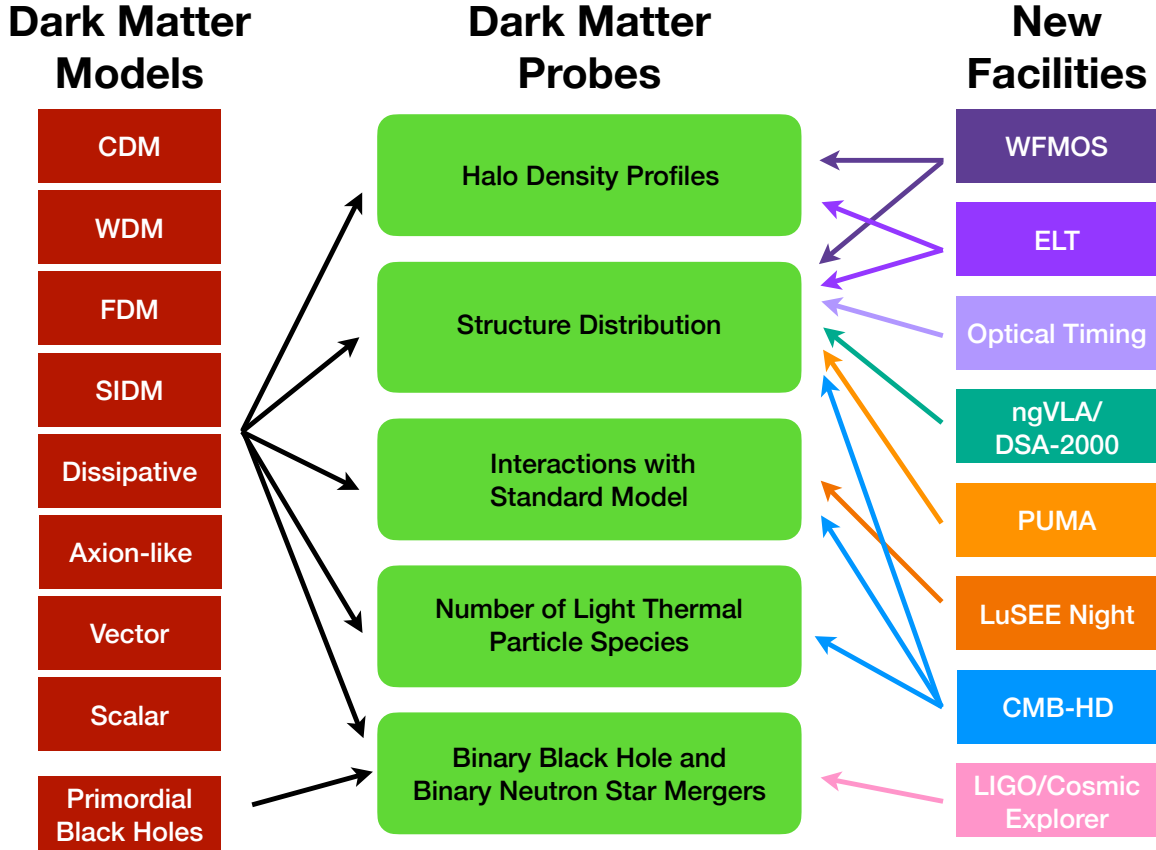 Dark Matter
Models
Dark Matter
Probes
New
Facilities
CDM
WDM
FDM
SIDM
Dissipative
Axion-like
Vector
Scalar
Primordial
Black Holes
Halo Density Profiles
Structure Distribution
Interactions with
Standard Model
Number of Light Thermal
Particle Species
Binary Black Hole and
Binary Neutron Star Mergers
WFMOS
ELT
Optical Timing
ngVLA/
DSA-2000
PUMA
LuSEE Night
CMB-HD
LIGO/Cosmic
Explorer